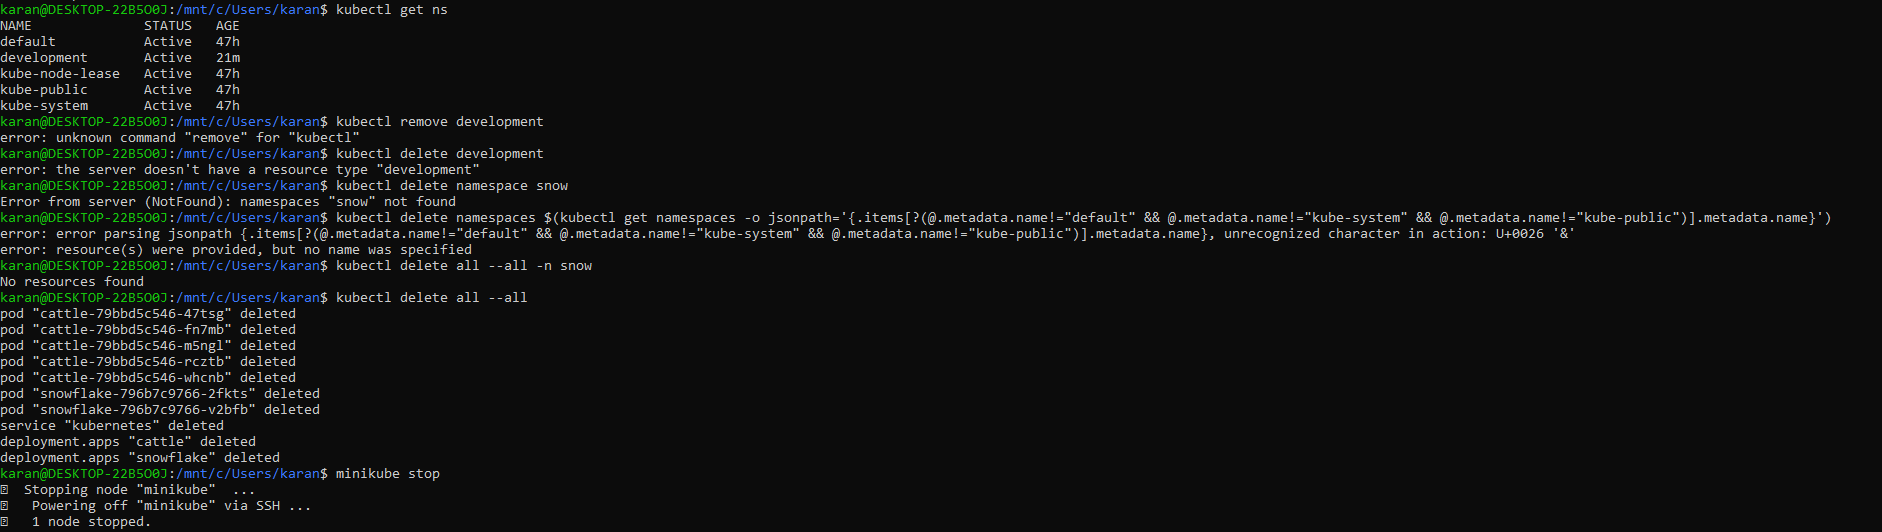 karan@DESKTOP-22B5O0J:/mnt/c/Users/karan$ kubectl get ns
NAME              STATUS   AGE
default           Active   47h
development       Active   21m
kube-node-lease   Active   47h
kube-public       Active   47h
kube-system       Active   47h
karan@DESKTOP-22B5O0J:/mnt/c/Users/karan$ kubectl remove development
error: unknown command "remove" for "kubectl"
karan@DESKTOP-22B5O0J:/mnt/c/Users/karan$ kubectl delete development
error: the server doesn't have a resource type "development"
karan@DESKTOP-22B5O0J:/mnt/c/Users/karan$ kubectl delete namespace snow
Error from server (NotFound): namespaces "snow" not found
karan@DESKTOP-22B5O0J:/mnt/c/Users/karan$ kubectl delete namespaces $(kubectl get namespaces -o jsonpath='{.items[?(@.metadata.name!="default" && @.metadata.name!="kube-system" && @.metadata.name!="kube-public")].metadata.name}')
error: error parsing jsonpath {.items[?(@.metadata.name!="default" && @.metadata.name!="kube-system" && @.metadata.name!="kube-public")].metadata.name}, unrecognized character in action: U+0026 '&'
error: resource(s) were provided, but no name was specified
karan@DESKTOP-22B5O0J:/mnt/c/Users/karan$ kubectl delete all --all -n snow
No resources found
karan@DESKTOP-22B5O0J:/mnt/c/Users/karan$ kubectl delete all --all
pod "cattle-79bbd5c546-47tsg" deleted
pod "cattle-79bbd5c546-fn7mb" deleted
pod "cattle-79bbd5c546-m5ngl" deleted
pod "cattle-79bbd5c546-rcztb" deleted
pod "cattle-79bbd5c546-whcnb" deleted
pod "snowflake-796b7c9766-2fkts" deleted
pod "snowflake-796b7c9766-v2bfb" deleted
service "kubernetes" deleted
deployment.apps "cattle" deleted
deployment.apps "snowflake" deleted
karan@DESKTOP-22B5O0J:/mnt/c/Users/karan$ minikube stop
Stopping node "minikube"  ...
Powering off "minikube" via SSH ...
1 node stopped.